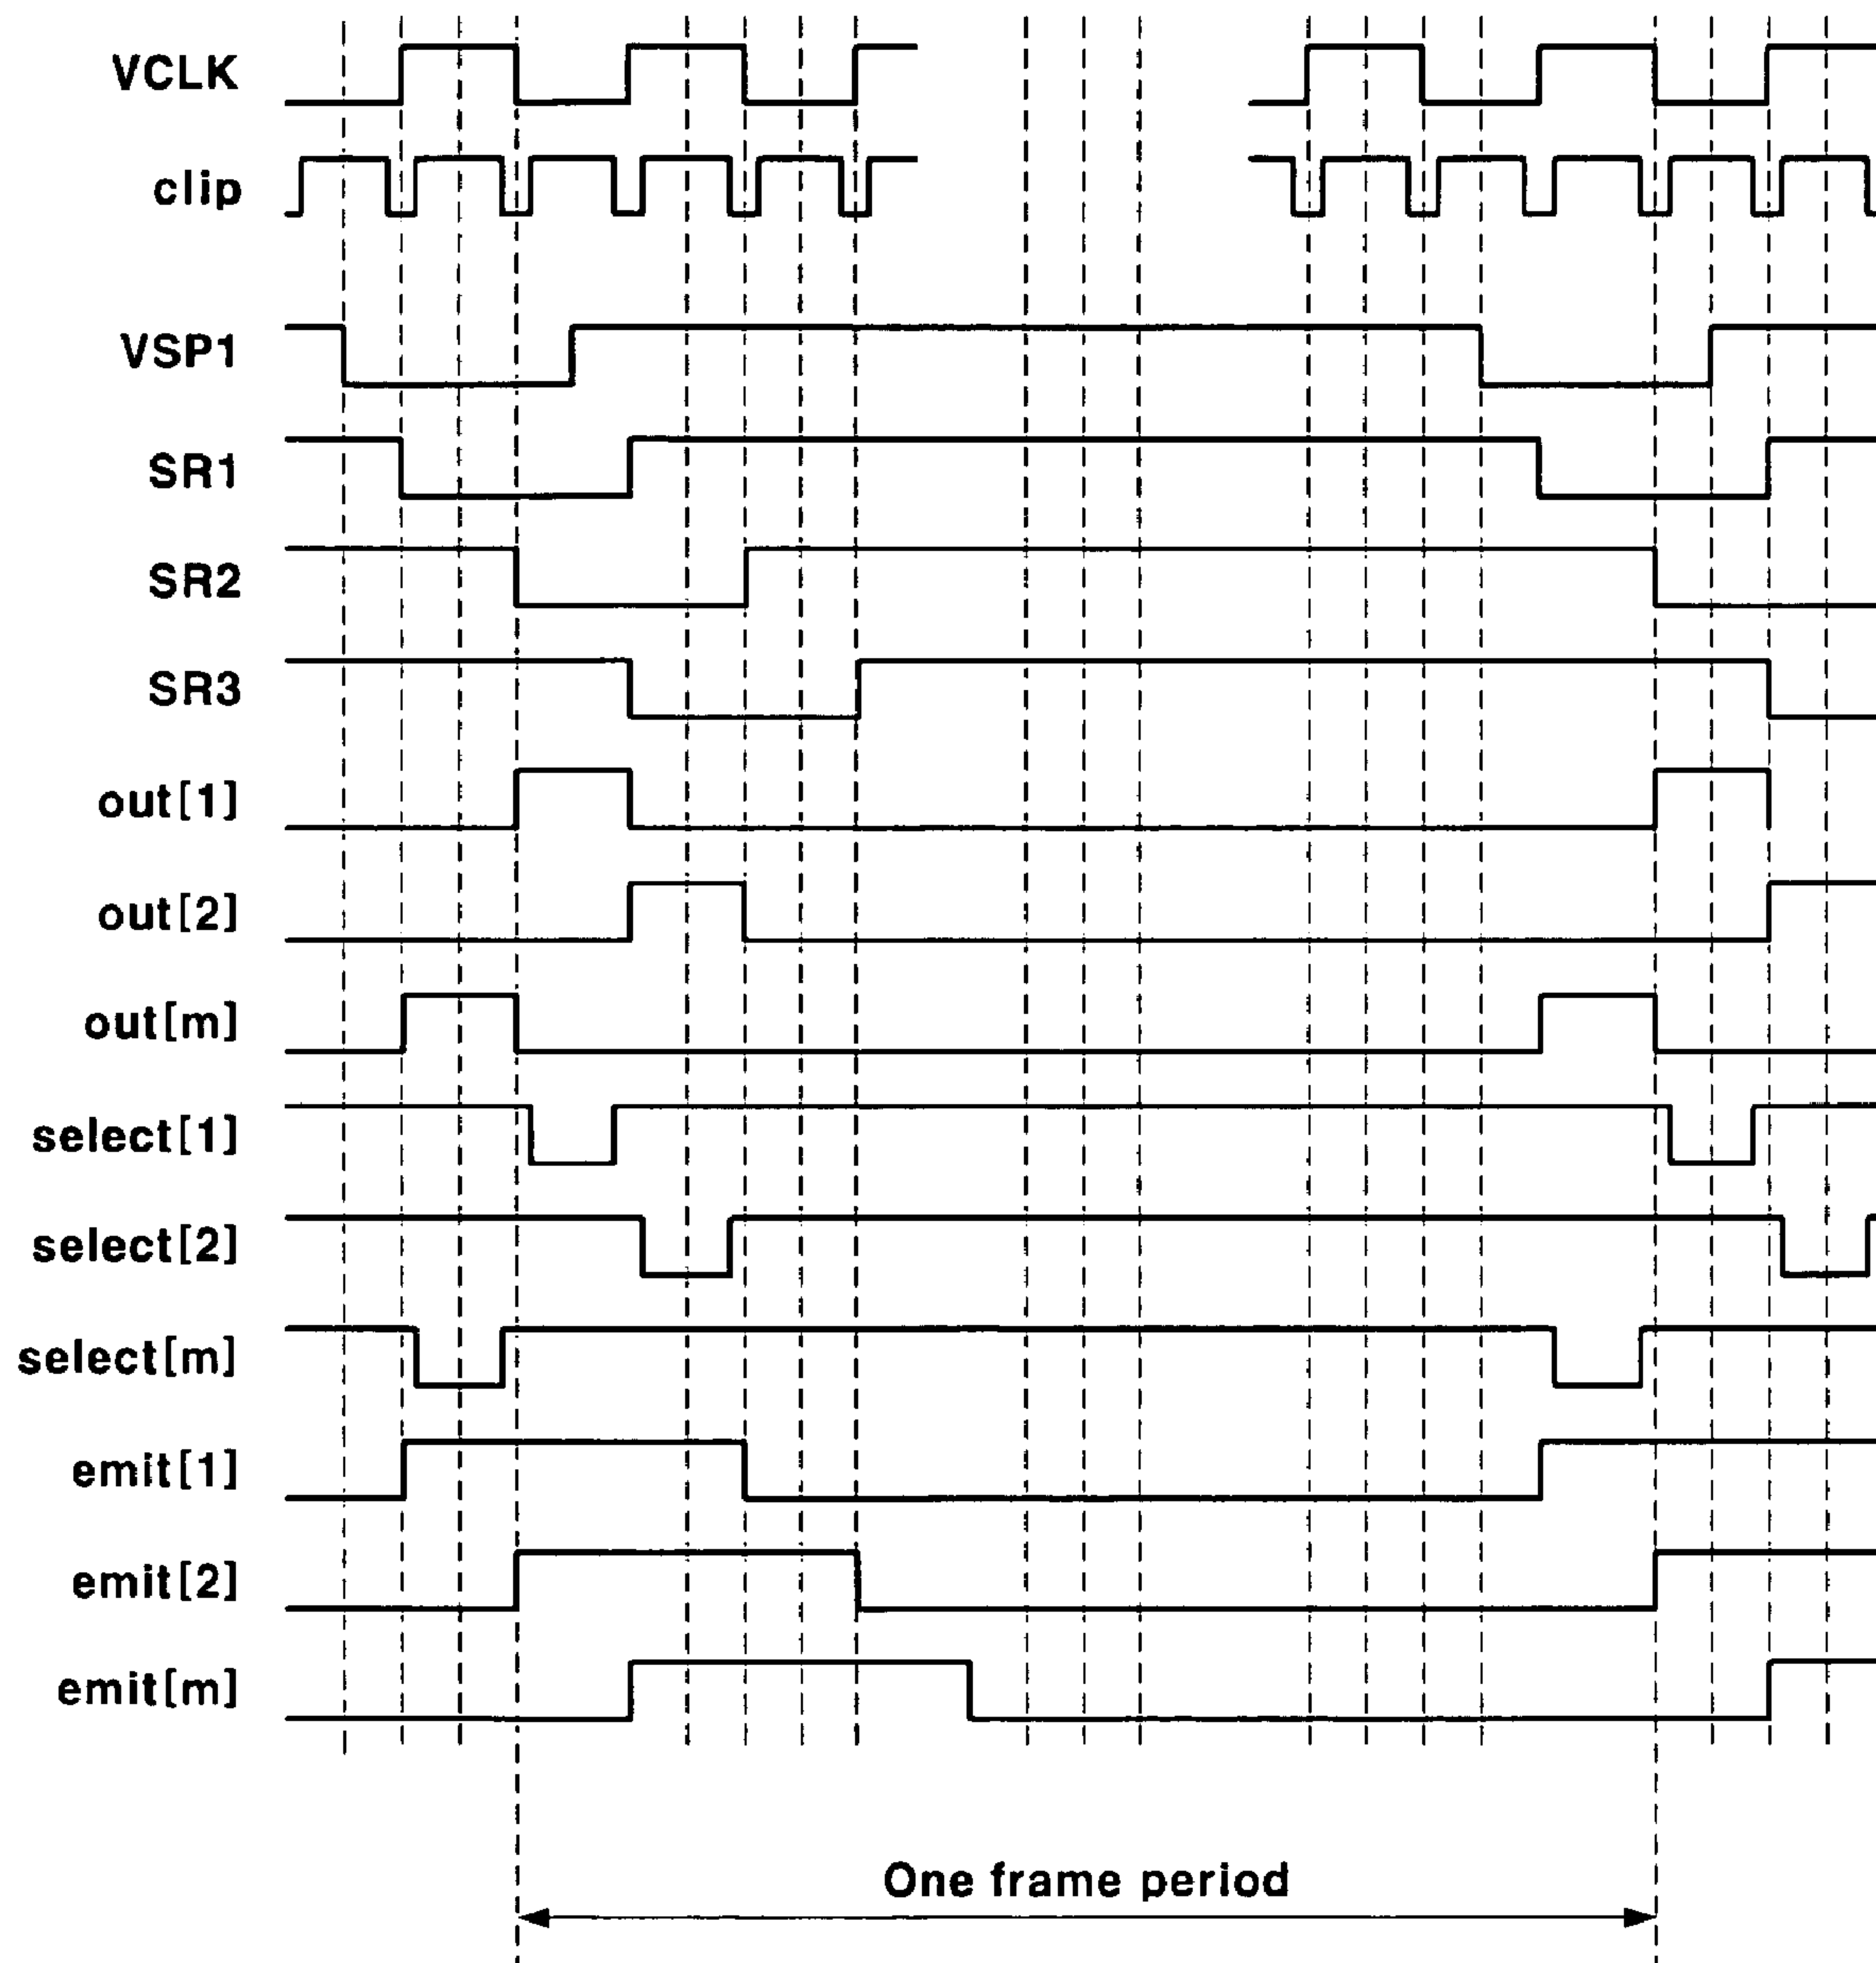 VCLK
clip
VSP1
SR1
SR2
SR3
out[1]
out[2]
out[m]
select[1]
select[2]
select[m]
emit[1]
emit[2]
emit[m]
One frame period